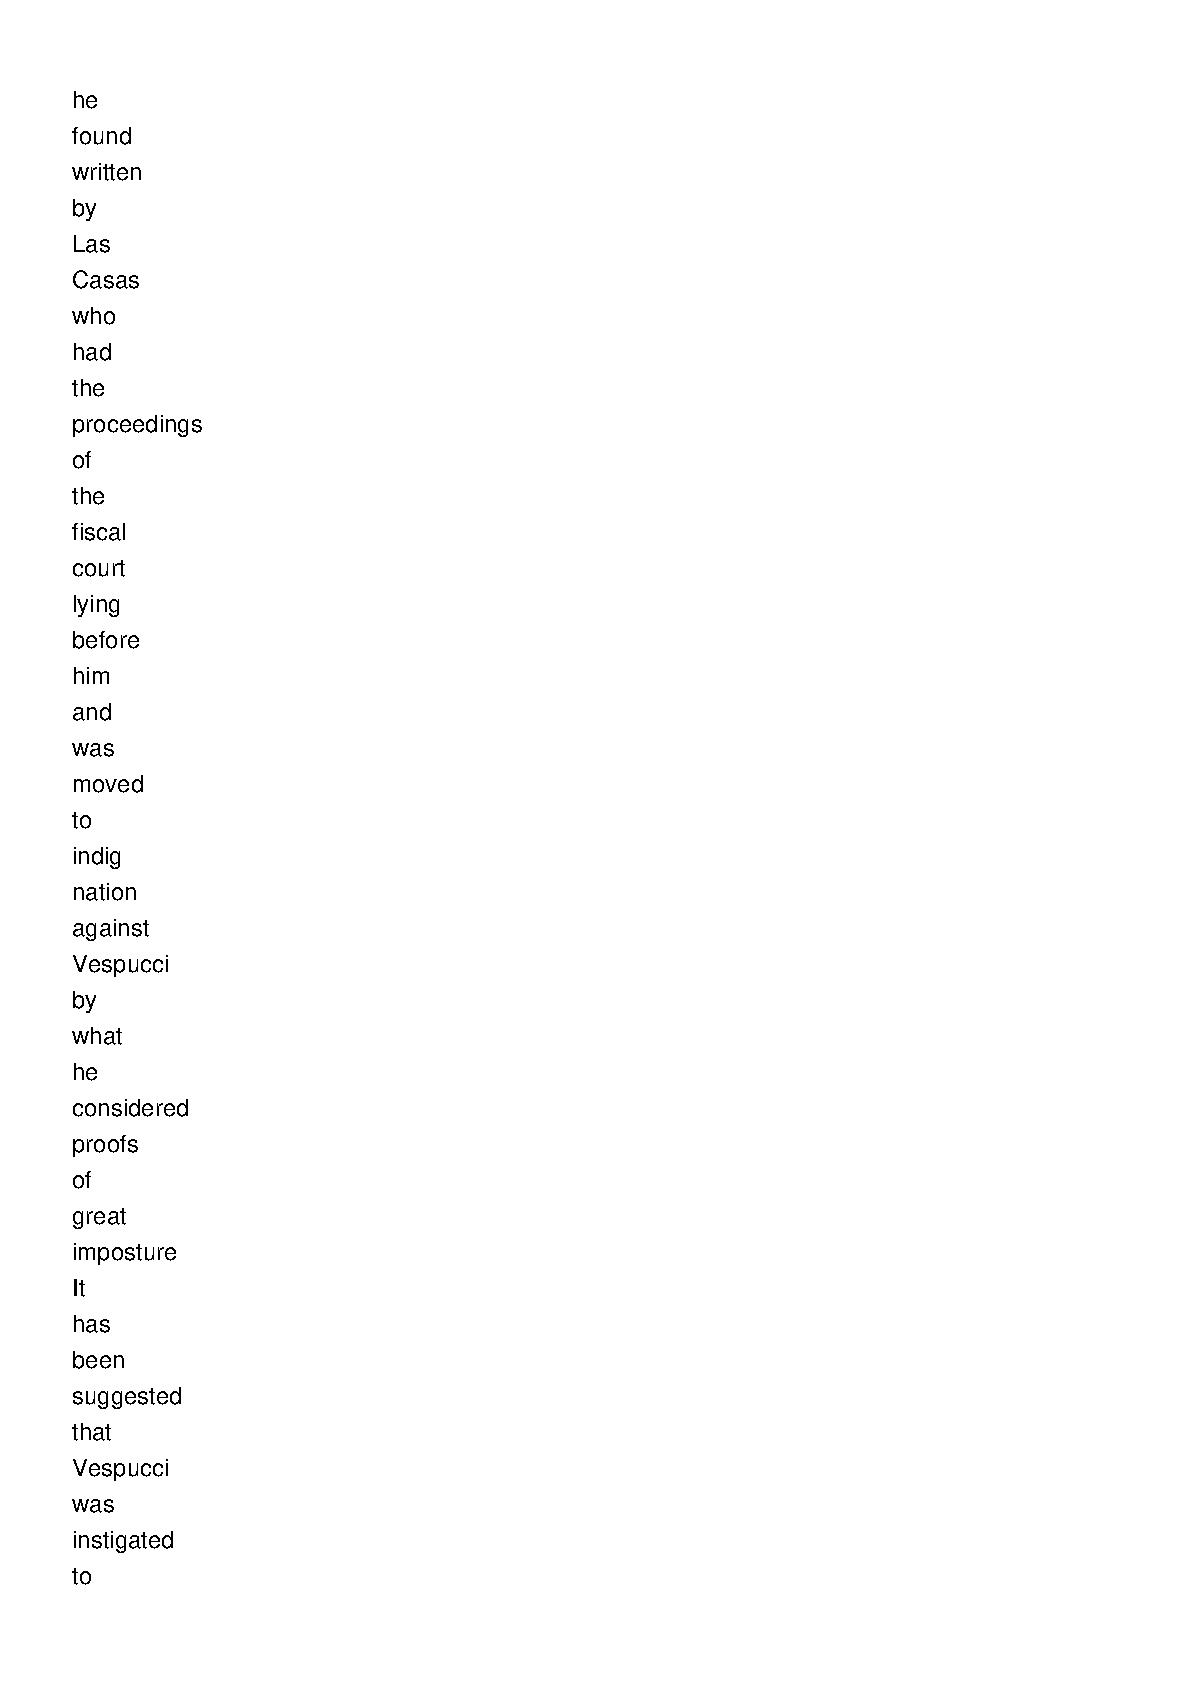 he
found
written
by
Las
Casas
who
had
the
proceedings
of
the
fiscal
court
lying
before
him
and
was
moved
to
indig
nation
against
Vespucci
by
what
he
considered
proofs
of
great
imposture
It
has
been
suggested
that
Vespucci
was
instigated
to